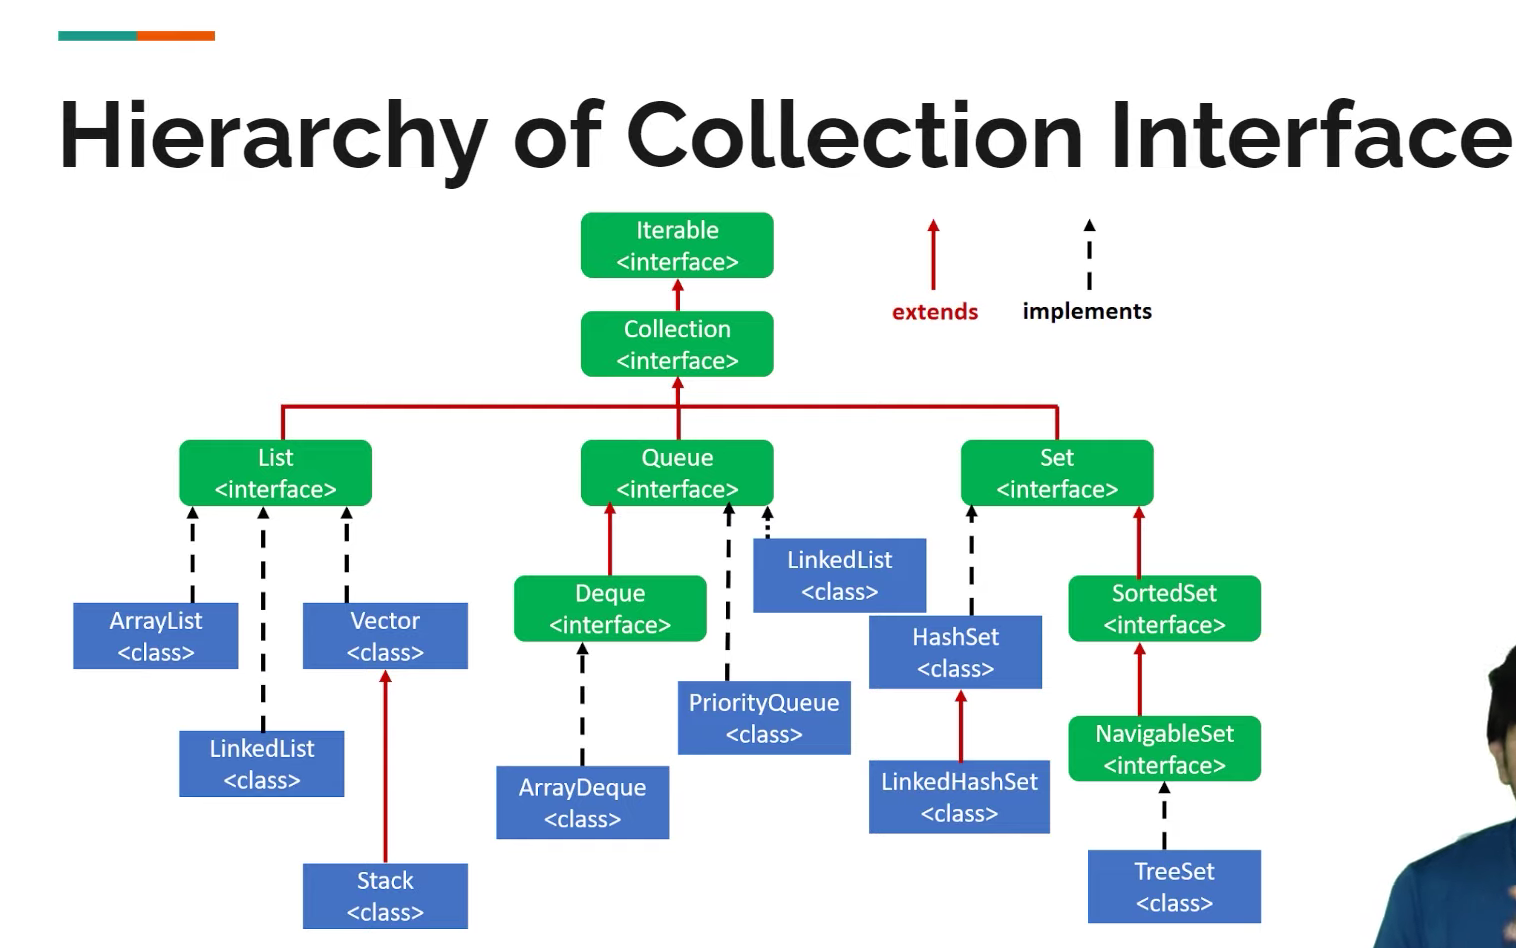 Hierarchy of Collection Interface
Iterable
<interface>
extends
implements
Collection
<interface>
List
<interface>
Queue
<interface>
Set
<interface>
LinkedList
<class>
Deque
<interface>
SortedSet
<interface>
ArrayList
<class>
Vector
<class>
HashSet
<class>
PriorityQueue
<class>
NavigableSet
<interface>
LinkedList
<class>
ArrayDeque
<class>
LinkedHashSet
<class>
Stack
<class>
TreeSet
<class>